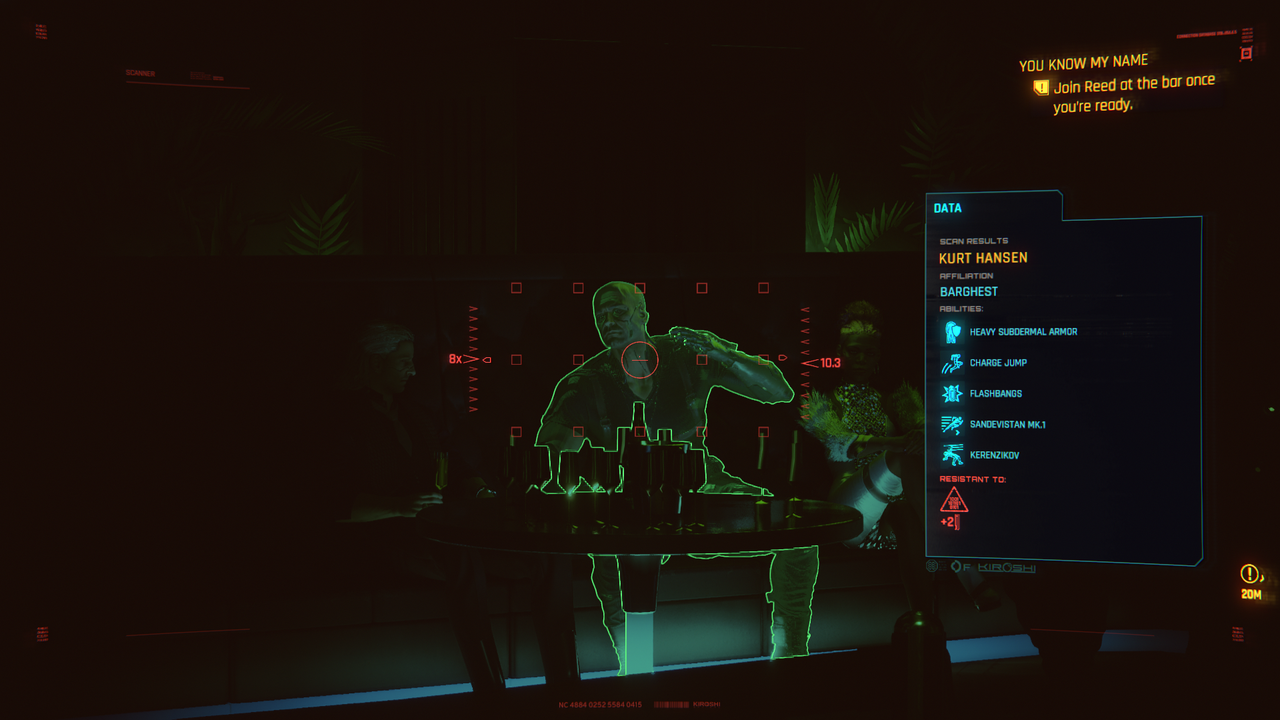 SCANNER
YOU KNOW MY NAME
Join Reed at the bar once
you're ready.
DATA
SCAN RESULTS
KURT HANSEN
AFFILIATION
BARGHEST
ABILITIES:
HEAVY SUBDERMAL ARMOR
CHARGE JUMP
FLASHBANGS
SANDEVISTAN MK.1
KERENZIKOV
RESISTANT TO:
+2
8x
10.3
KIROSHI
20M
NC 4884 0252 5584 0415
KIROSHI